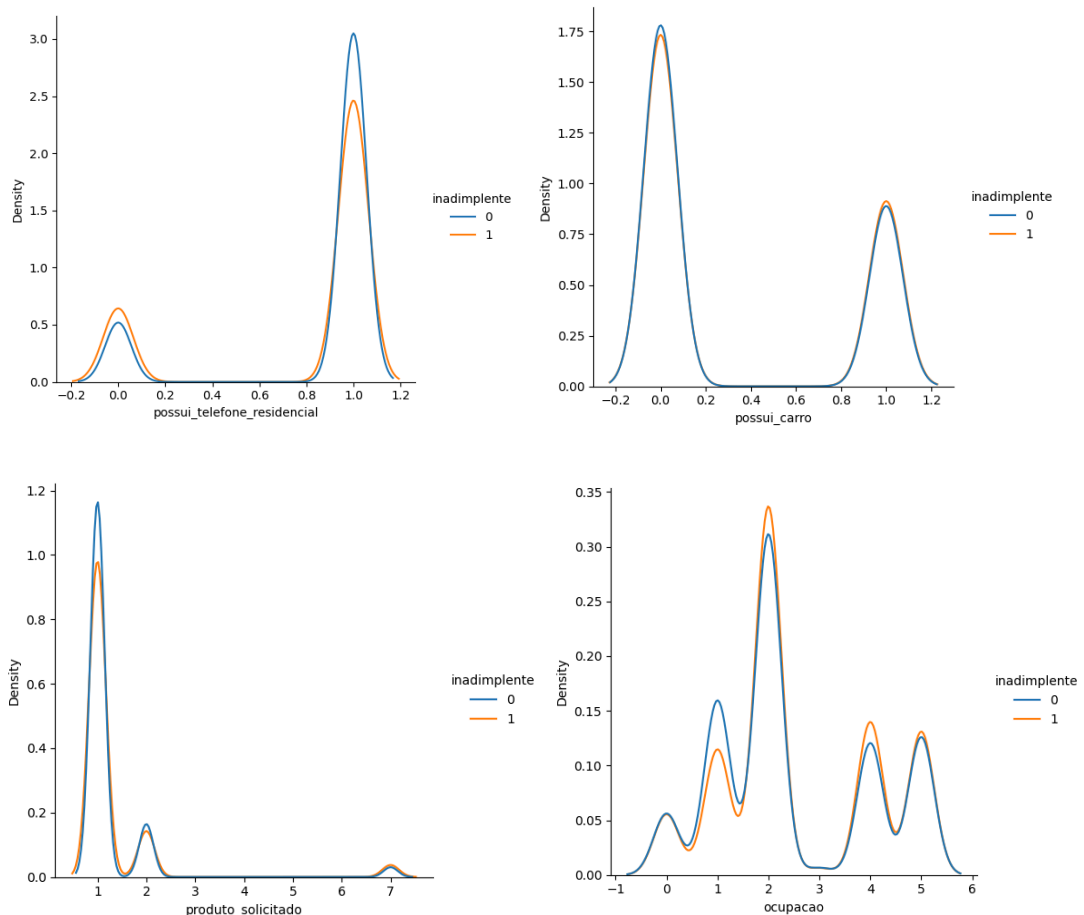 3.0
2.5
2.0
1.5
1.0
0.5
0.0
Density
−0.2 0.0 0.2 0.4 0.6 0.8 1.0 1.2
possui_telefone_residencial
inadimplente
0
1
1.75
1.50
1.25
1.00
0.75
0.50
0.25
0.00
Density
−0.2 0.0 0.2 0.4 0.6 0.8 1.0 1.2
possui_carro
inadimplente
0
1
1.2
1.0
0.8
0.6
0.4
0.2
0.0
Density
1 2 3 4 5 6 7
produto_solicitado
inadimplente
0
1
0.35
0.30
0.25
0.20
0.15
0.10
0.05
0.00
Density
−1 0 1 2 3 4 5 6
ocupacao
inadimplente
0
1